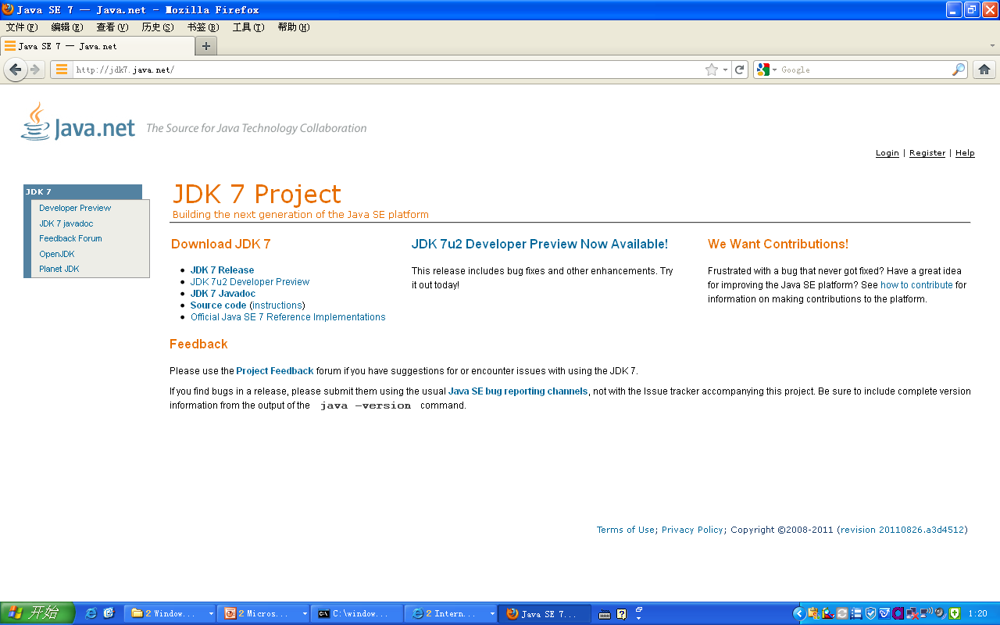 Java SE 7 — Java.net - Mozilla Firefox
文件(F) 编辑(E) 查看(V) 历史(S) 书签(B) 工具(T) 帮助(H)
Java SE 7 — Java.net
http://jdk7.java.net/
Google
Java.net The Source for Java Technology Collaboration
Login | Register | Help
JDK 7
Developer Preview
JDK 7 javadoc
Feedback Forum
OpenJDK
Planet JDK
JDK 7 Project
Building the next generation of the Java SE platform
Download JDK 7
JDK 7 Release
JDK 7u2 Developer Preview
JDK 7 Javadoc
Source code (instructions)
Official Java SE 7 Reference Implementations
JDK 7u2 Developer Preview Now Available!
This release includes bug fixes and other enhancements. Try
it out today!
We Want Contributions!
Frustrated with a bug that never got fixed? Have a great idea
for improving the Java SE platform? See how to contribute for
information on making contributions to the platform.
Feedback
Please use the Project Feedback forum if you have suggestions for or encounter issues with using the JDK 7.
If you find bugs in a release, please submit them using the usual Java SE bug reporting channels, not with the Issue tracker accompanying this project. Be sure to include complete version
information from the output of the java -version command.
Terms of Use; Privacy Policy; Copyright ©2008-2011 (revision 20110826.a3d4512)
开始 2 Window... 2 Micros... C:\window... 2 Intern... Java SE 7... 1:20